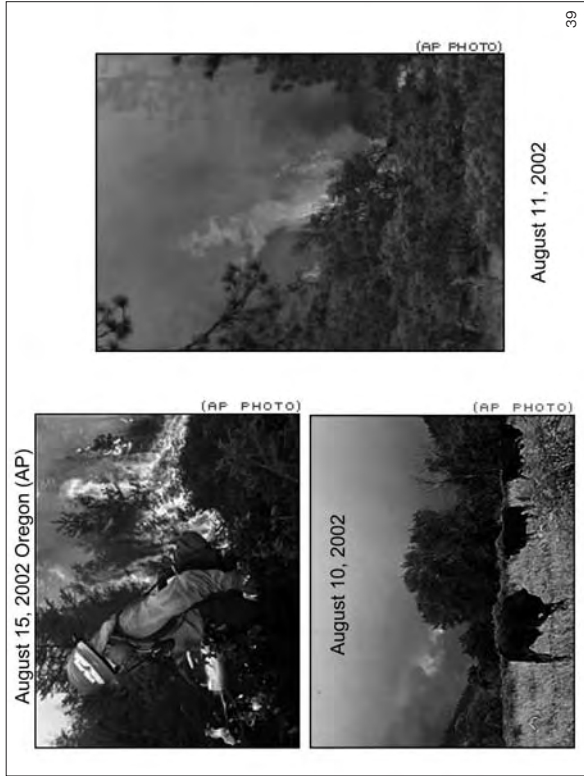 August 15, 2002 Oregon (AP)
(AP PHOTO)
August 10, 2002
(AP PHOTO)
(AP PHOTO)
August 11, 2002
39